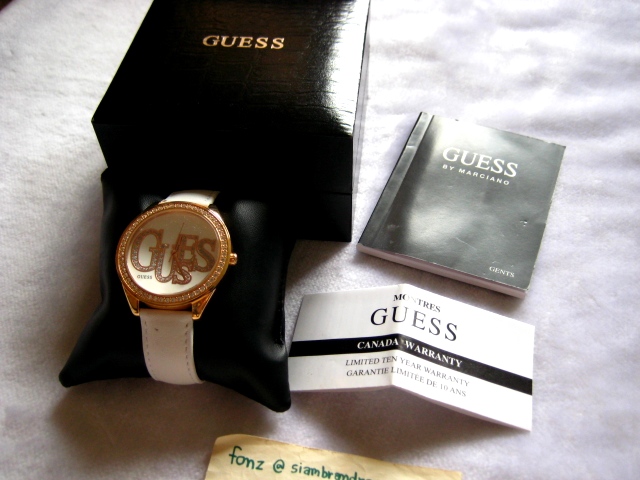 GUESS
GUESS
BY MARCIANO
GENTS
GUESS
GUESS
MONTRES
GUESS
CANADA WARRANTY
LIMITED TEN YEAR WARRANTY
GARANTIE LIMITÉE DE 10 ANS
fonz @